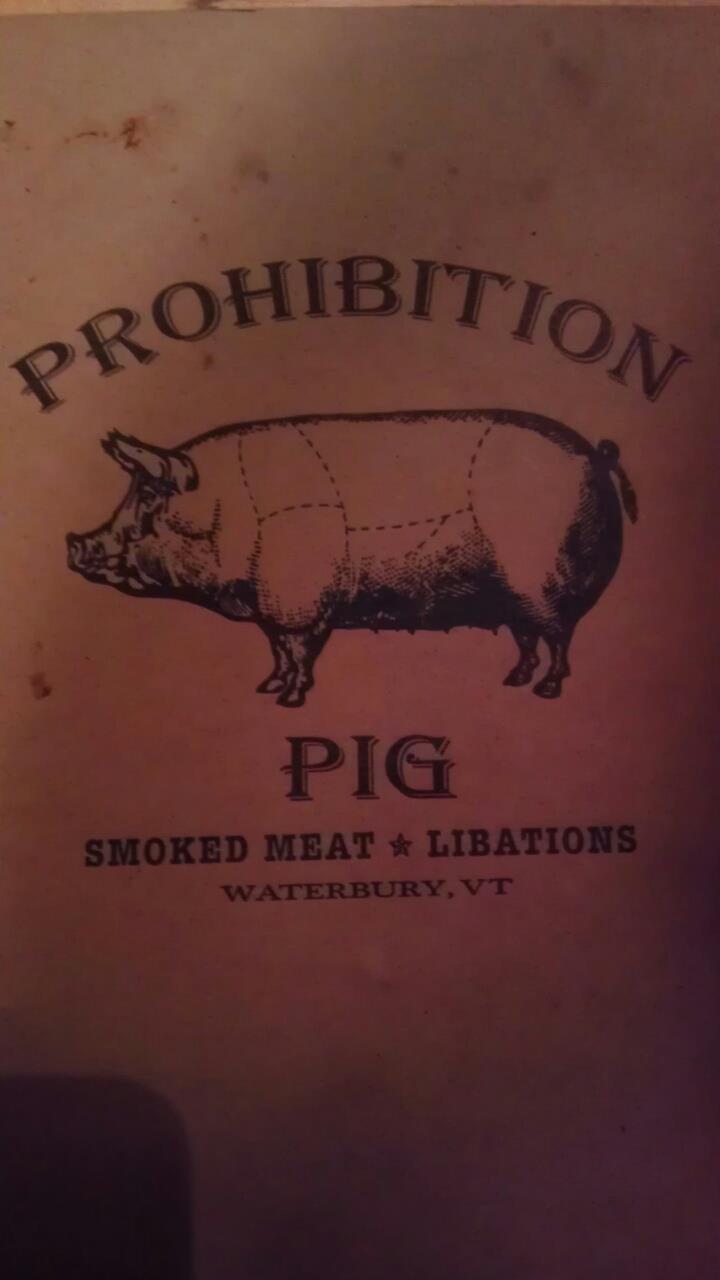 PROHIBITION
PIG
SMOKED MEAT ★ LIBATIONS
WATERBURY, VT